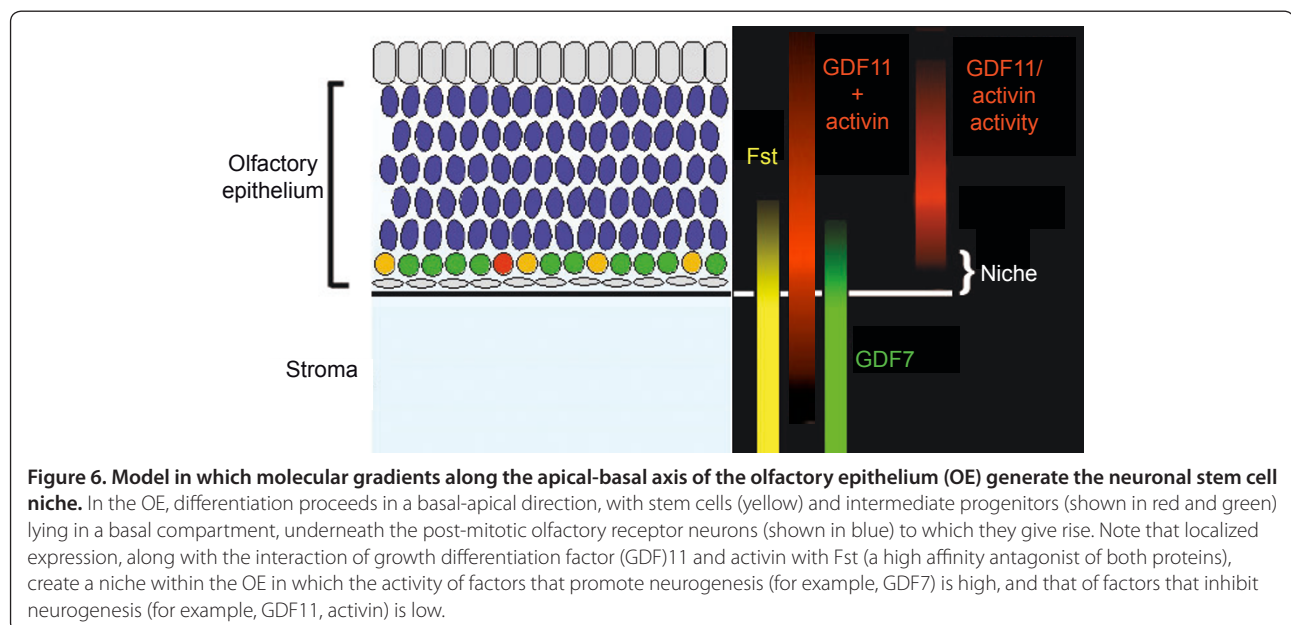 Olfactory
epithelium
Stroma
Fst
GDF11
+
activin
GDF7
GDF11/
activin
activity
Niche
Figure 6. Model in which molecular gradients along the apical-basal axis of the olfactory epithelium (OE) generate the neuronal stem cell
niche. In the OE, differentiation proceeds in a basal-apical direction, with stem cells (yellow) and intermediate progenitors (shown in red and green)
lying in a basal compartment, underneath the post-mitotic olfactory receptor neurons (shown in blue) to which they give rise. Note that localized
expression, along with the interaction of growth differentiation factor (GDF)11 and activin with Fst (a high affinity antagonist of both proteins),
create a niche within the OE in which the activity of factors that promote neurogenesis (for example, GDF7) is high, and that of factors that inhibit
neurogenesis (for example, GDF11, activin) is low.